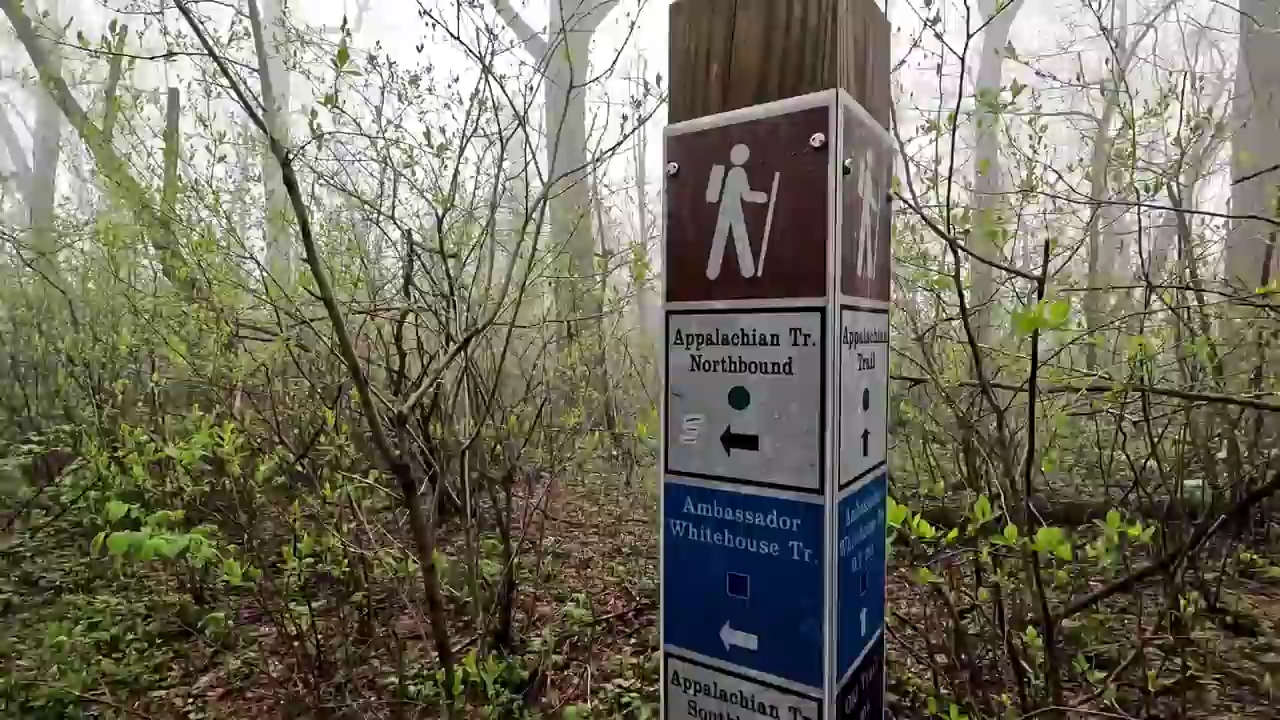 Appalachian Tr.
Northbound
Ambassador
Whitehouse Tr.
Appalachian Tr
Appalachian
Trail